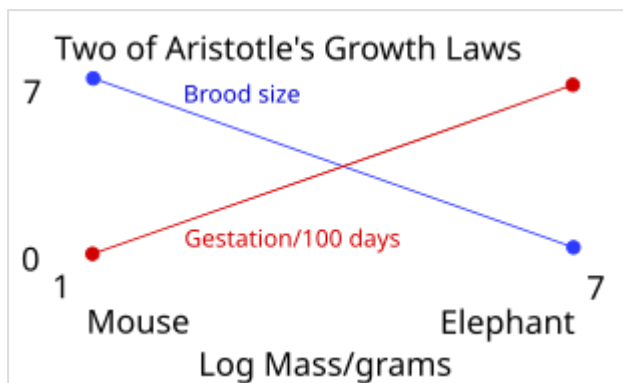 Two of Aristotle's Growth Laws
7
Brood size
Gestation/100 days
0
1
7
Mouse
Elephant
Log Mass/grams